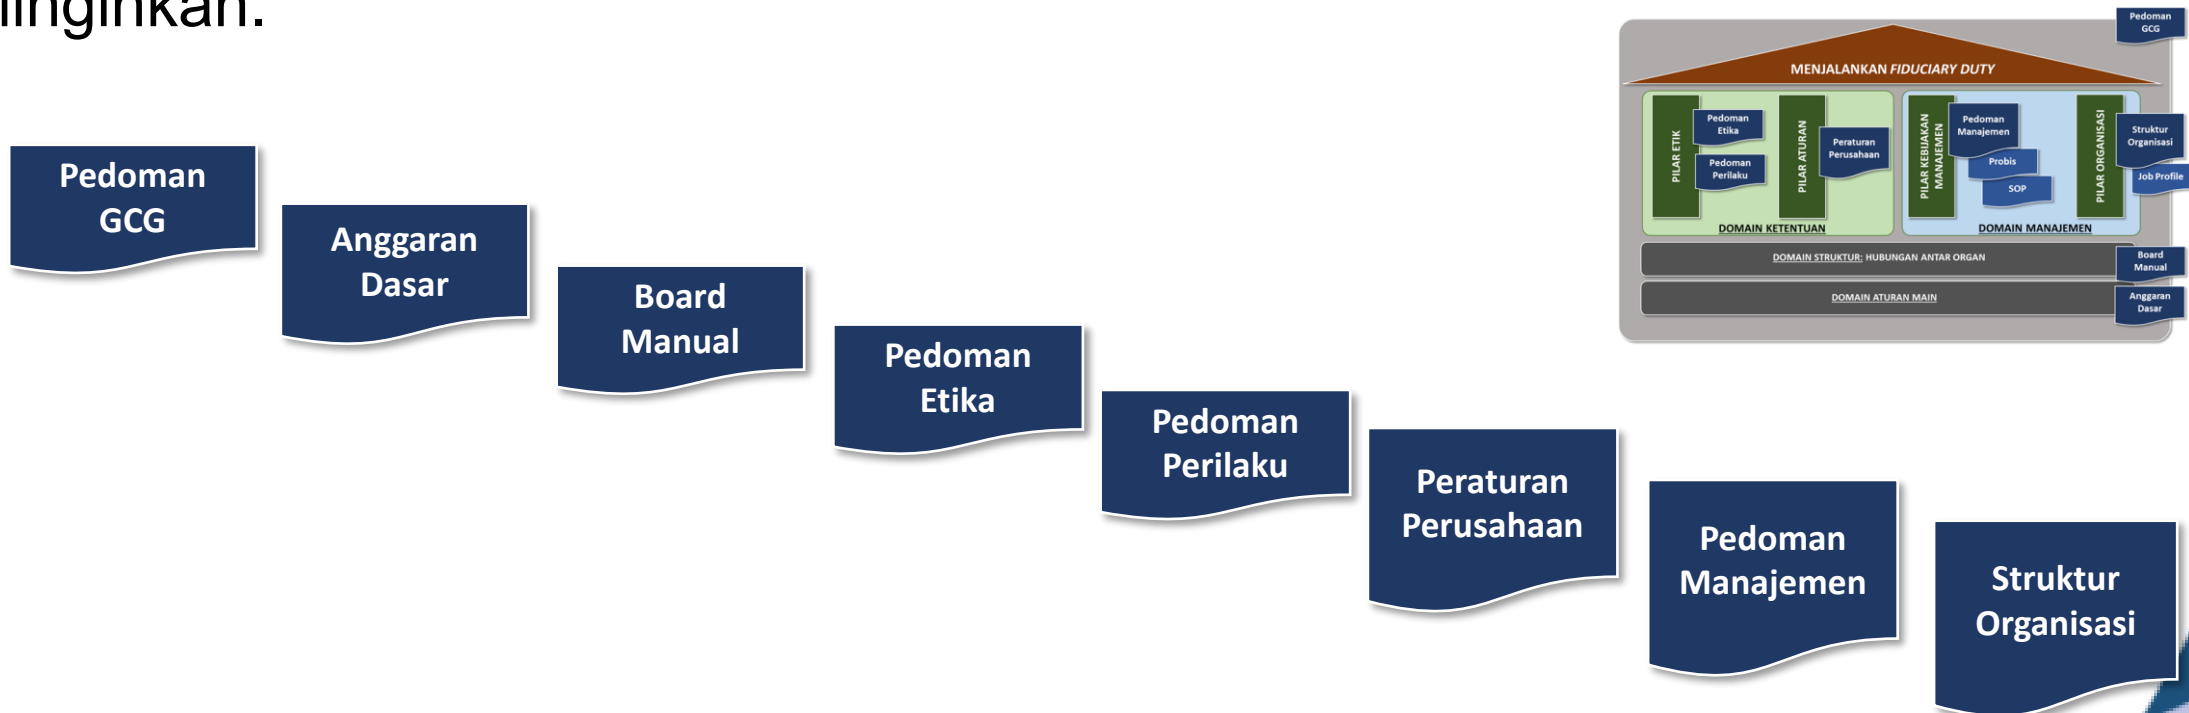 iinginkan.
Pedoman
GCG
Anggaran
Dasar
Board
Manual
Pedoman
Etika
Pedoman
Perilaku
Peraturan
Perusahaan
Pedoman
Manajemen
Struktur
Organisasi
Pedoman
GCG
MENJALANKAN FIDUCIARY DUTY
PILAR ETIK
Pedoman
Etika
Pedoman
Perilaku
PILAR ATURAN
Peraturan
Perusahaan
DOMAIN KETENTUAN
PILAR KEBIJAKAN
MANAJEMEN
Pedoman
Manajemen
Probis
SOP
PILAR ORGANISASI
Struktur
Organisasi
Job Profile
DOMAIN MANAJEMEN
DOMAIN STRUKTUR: HUBUNGAN ANTAR ORGAN
Board
Manual
DOMAIN ATURAN MAIN
Anggaran
Dasar